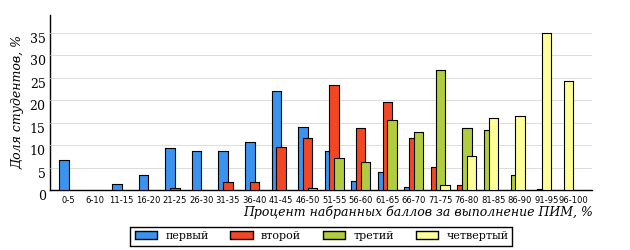 Доля студентов, %
35
30
25
20
15
10
5
0
0-5 6-10 11-15 16-20 21-25 26-30 31-35 36-40 41-45 46-50 51-55 56-60 61-65 66-70 71-75 76-80 81-85 86-90 91-95 96-100
Процент набранных баллов за выполнение ПИМ, %
первый второй третий четвертый